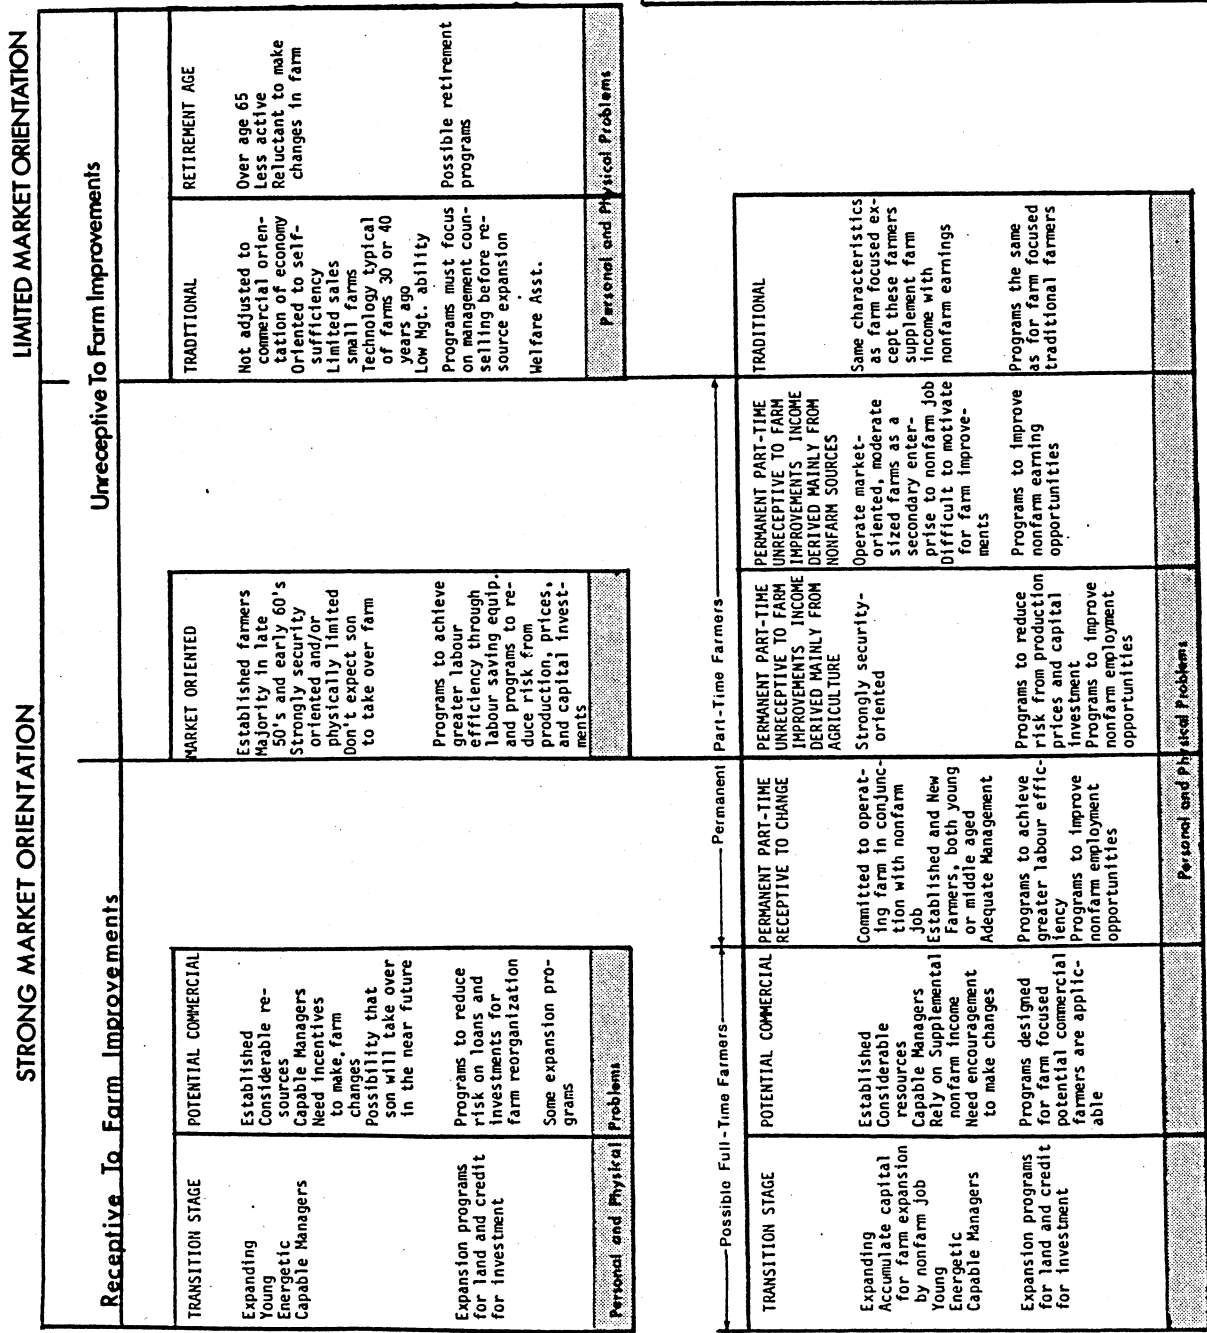 STRONG MARKET ORIENTATION
LIMITED MARKET ORIENTATION
Receptive To Farm Improvements
Unreceptive To Farm Improvements
TRANSITION STAGE
Expanding
Young
Energetic
Capable Managers
Expansion programs
for land and credit
for investment
POTENTIAL COMMERCIAL
Established
Considerable re-
sources
Capable Managers
Need incentives
to make farm
changes
Possibility that
son will take over
in the near future
Programs to reduce
risk on loans and
investments for
farm reorganization
Some expansion pro-
grams
Personal and Physical Problems
MARKET ORIENTED
Established farmers
Majority in late
50's and early 60's
Strongly security
oriented and/or
physically limited
Don't expect son
to take over farm
Programs to achieve
greater labour
efficiency through
labour saving equip.
and programs to re-
duce risk from
production, prices,
and capital invest-
ments
TRADITIONAL
Not adjusted to
commercial orien-
tation of economy
Oriented to self-
sufficiency
Limited sales
small farms
Technology typical
of farms 30 or 40
years ago
Low Mgt. ability
Programs must focus
on management coun-
selling before re-
source expansion
Welfare Asst.
RETIREMENT AGE
Over age 65
Less active
Reluctant to make
changes in farm
Possible retirement
programs
Personal and Physical Problems
Possible Full-Time Farmers
Permanent Part-Time Farmers
TRANSITION STAGE
Expanding
Accumulate capital
for farm expansion
by nonfarm job
Young
Energetic
Capable Managers
Expansion programs
for land and credit
for investment
POTENTIAL COMMERCIAL
Established
Considerable
resources
Capable Managers
Rely on Supplemental
nonfarm income
Need encouragement
to make changes
Programs designed
for farm focused
potential commercial
farmers are applic-
able
PERMANENT PART-TIME
RECEPTIVE TO CHANGE
Committed to operat-
ing farm in conjunc-
tion with nonfarm
job
Established and New
Farmers, both young
or middle aged
Adequate Management
Programs to achieve
greater labour effic-
iency
Programs to improve
nonfarm employment
opportunities
PERMANENT PART-TIME
UNRECEPTIVE TO FARM
IMPROVEMENTS INCOME
DERIVED MAINLY FROM
AGRICULTURE
Strongly security-
oriented
Programs to reduce
risk from production
prices and capital
investment
Programs to improve
nonfarm employment
opportunities
PERMANENT PART-TIME
UNRECEPTIVE TO FARM
IMPROVEMENTS INCOME
DERIVED MAINLY FROM
NONFARM SOURCES
Operate market-
oriented, moderate
sized farms as a
secondary enter-
prise to nonfarm job
Difficult to motivate
for farm improve-
ments
Programs to improve
nonfarm earning
opportunities
TRADITIONAL
Same characteristics
as farm focused ex-
cept these farmers
supplement farm
income with
nonfarm earnings
Programs the same
as for farm focused
traditional farmers
Personal and Physical Problems